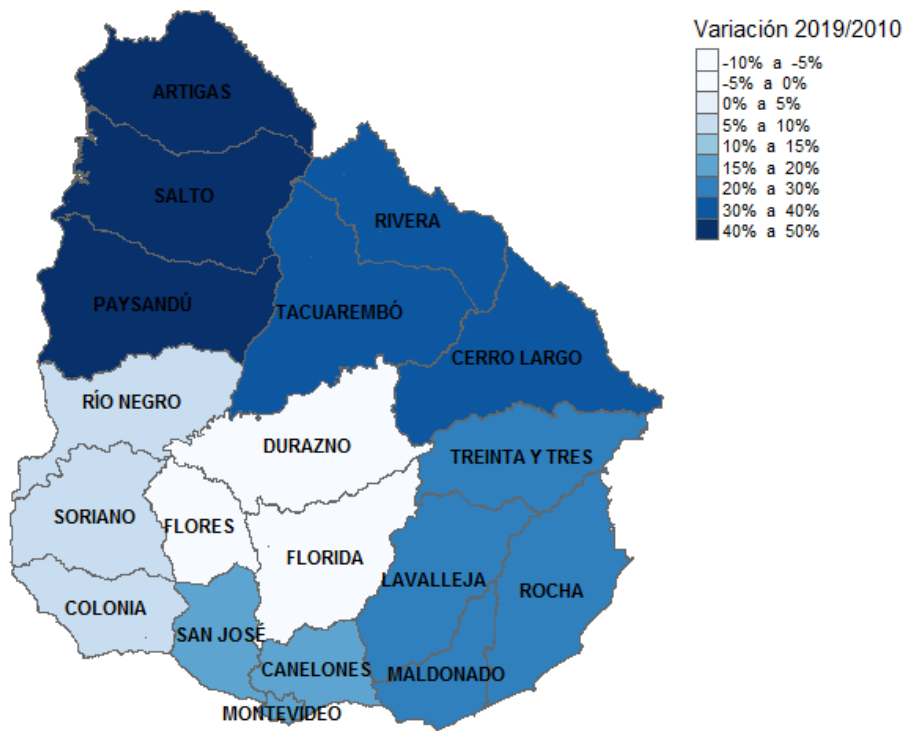 Variación 2019/2010
-10% a -5%
-5% a 0%
0% a 5%
5% a 10%
10% a 15%
15% a 20%
20% a 30%
30% a 40%
40% a 50%
ARTIGAS
SALTO
RIVERA
PAYSANDÚ
TACUAREMBÓ
CERRO LARGO
RÍO NEGRO
DURAZNO
TREINTA Y TRES
SORIANO
FLORES
FLORIDA
LAVALLEJA
ROCHA
COLONIA
SAN JOSÉ
CANELONES
MALDONADO
MONTEVIDEO